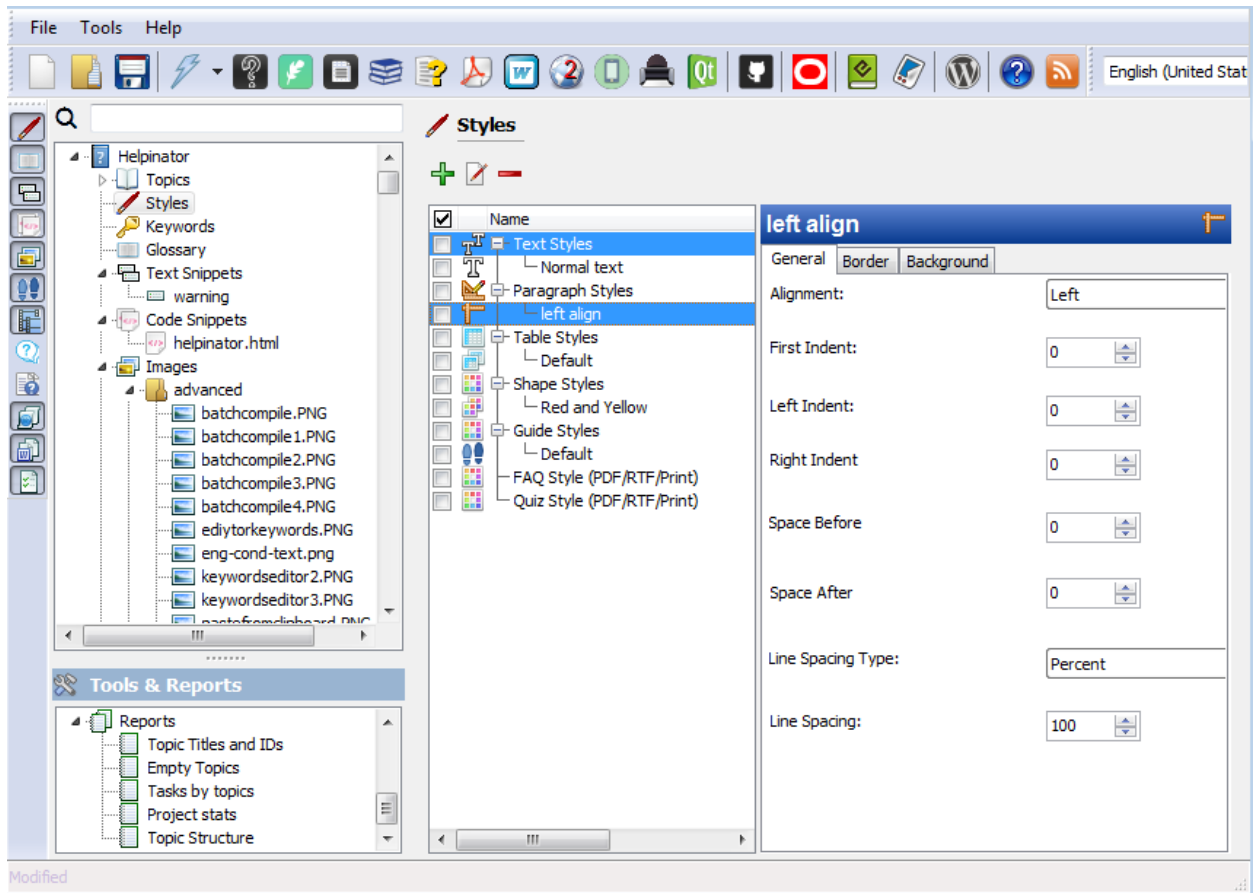 File Tools Help
English (United Stat
Helpinator
Topics
Styles
Keywords
Glossary
Text Snippets
warning
Code Snippets
helpinator.html
Images
advanced
batchcompile.PNG
batchcompile1.PNG
batchcompile2.PNG
batchcompile3.PNG
batchcompile4.PNG
ediytorkeywords.PNG
eng-cond-text.png
keywordseditor2.PNG
keywordseditor3.PNG
pastefromclipboard.PNG
Tools & Reports
Reports
Topic Titles and IDs
Empty Topics
Tasks by topics
Project stats
Topic Structure
Styles
Name
Text Styles
Normal text
Paragraph Styles
left align
Table Styles
Default
Shape Styles
Red and Yellow
Guide Styles
Default
FAQ Style (PDF/RTF/Print)
Quiz Style (PDF/RTF/Print)
left align
General Border Background
Alignment: Left
First Indent: 0
Left Indent: 0
Right Indent 0
Space Before 0
Space After 0
Line Spacing Type: Percent
Line Spacing: 100
Modified